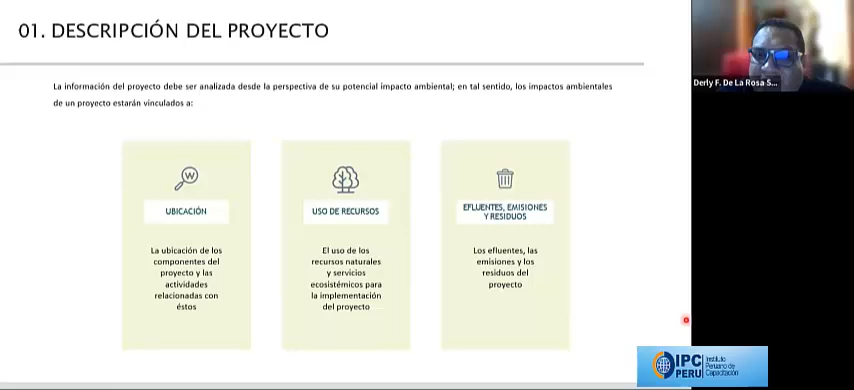 01. DESCRIPCIÓN DEL PROYECTO
La información del proyecto debe ser analizada desde la perspectiva de su potencial impacto ambiental; en tal sentido, los impactos ambientales
de un proyecto estarán vinculados a:
W
UBICACIÓN
La ubicación de los
componentes del
proyecto y las
actividades
relacionadas con
éstos
USO DE RECURSOS
El uso de los
recursos naturales
y servicios
ecosistémicos para
la implementación
del proyecto
EFLUENTES, EMISIONES
Y RESIDUOS
Los efluentes, las
emisiones y los
residuos del
proyecto
Derly F. De La Rosa S...
IPC
PERU
Instituto
Peruano de
Capacitación